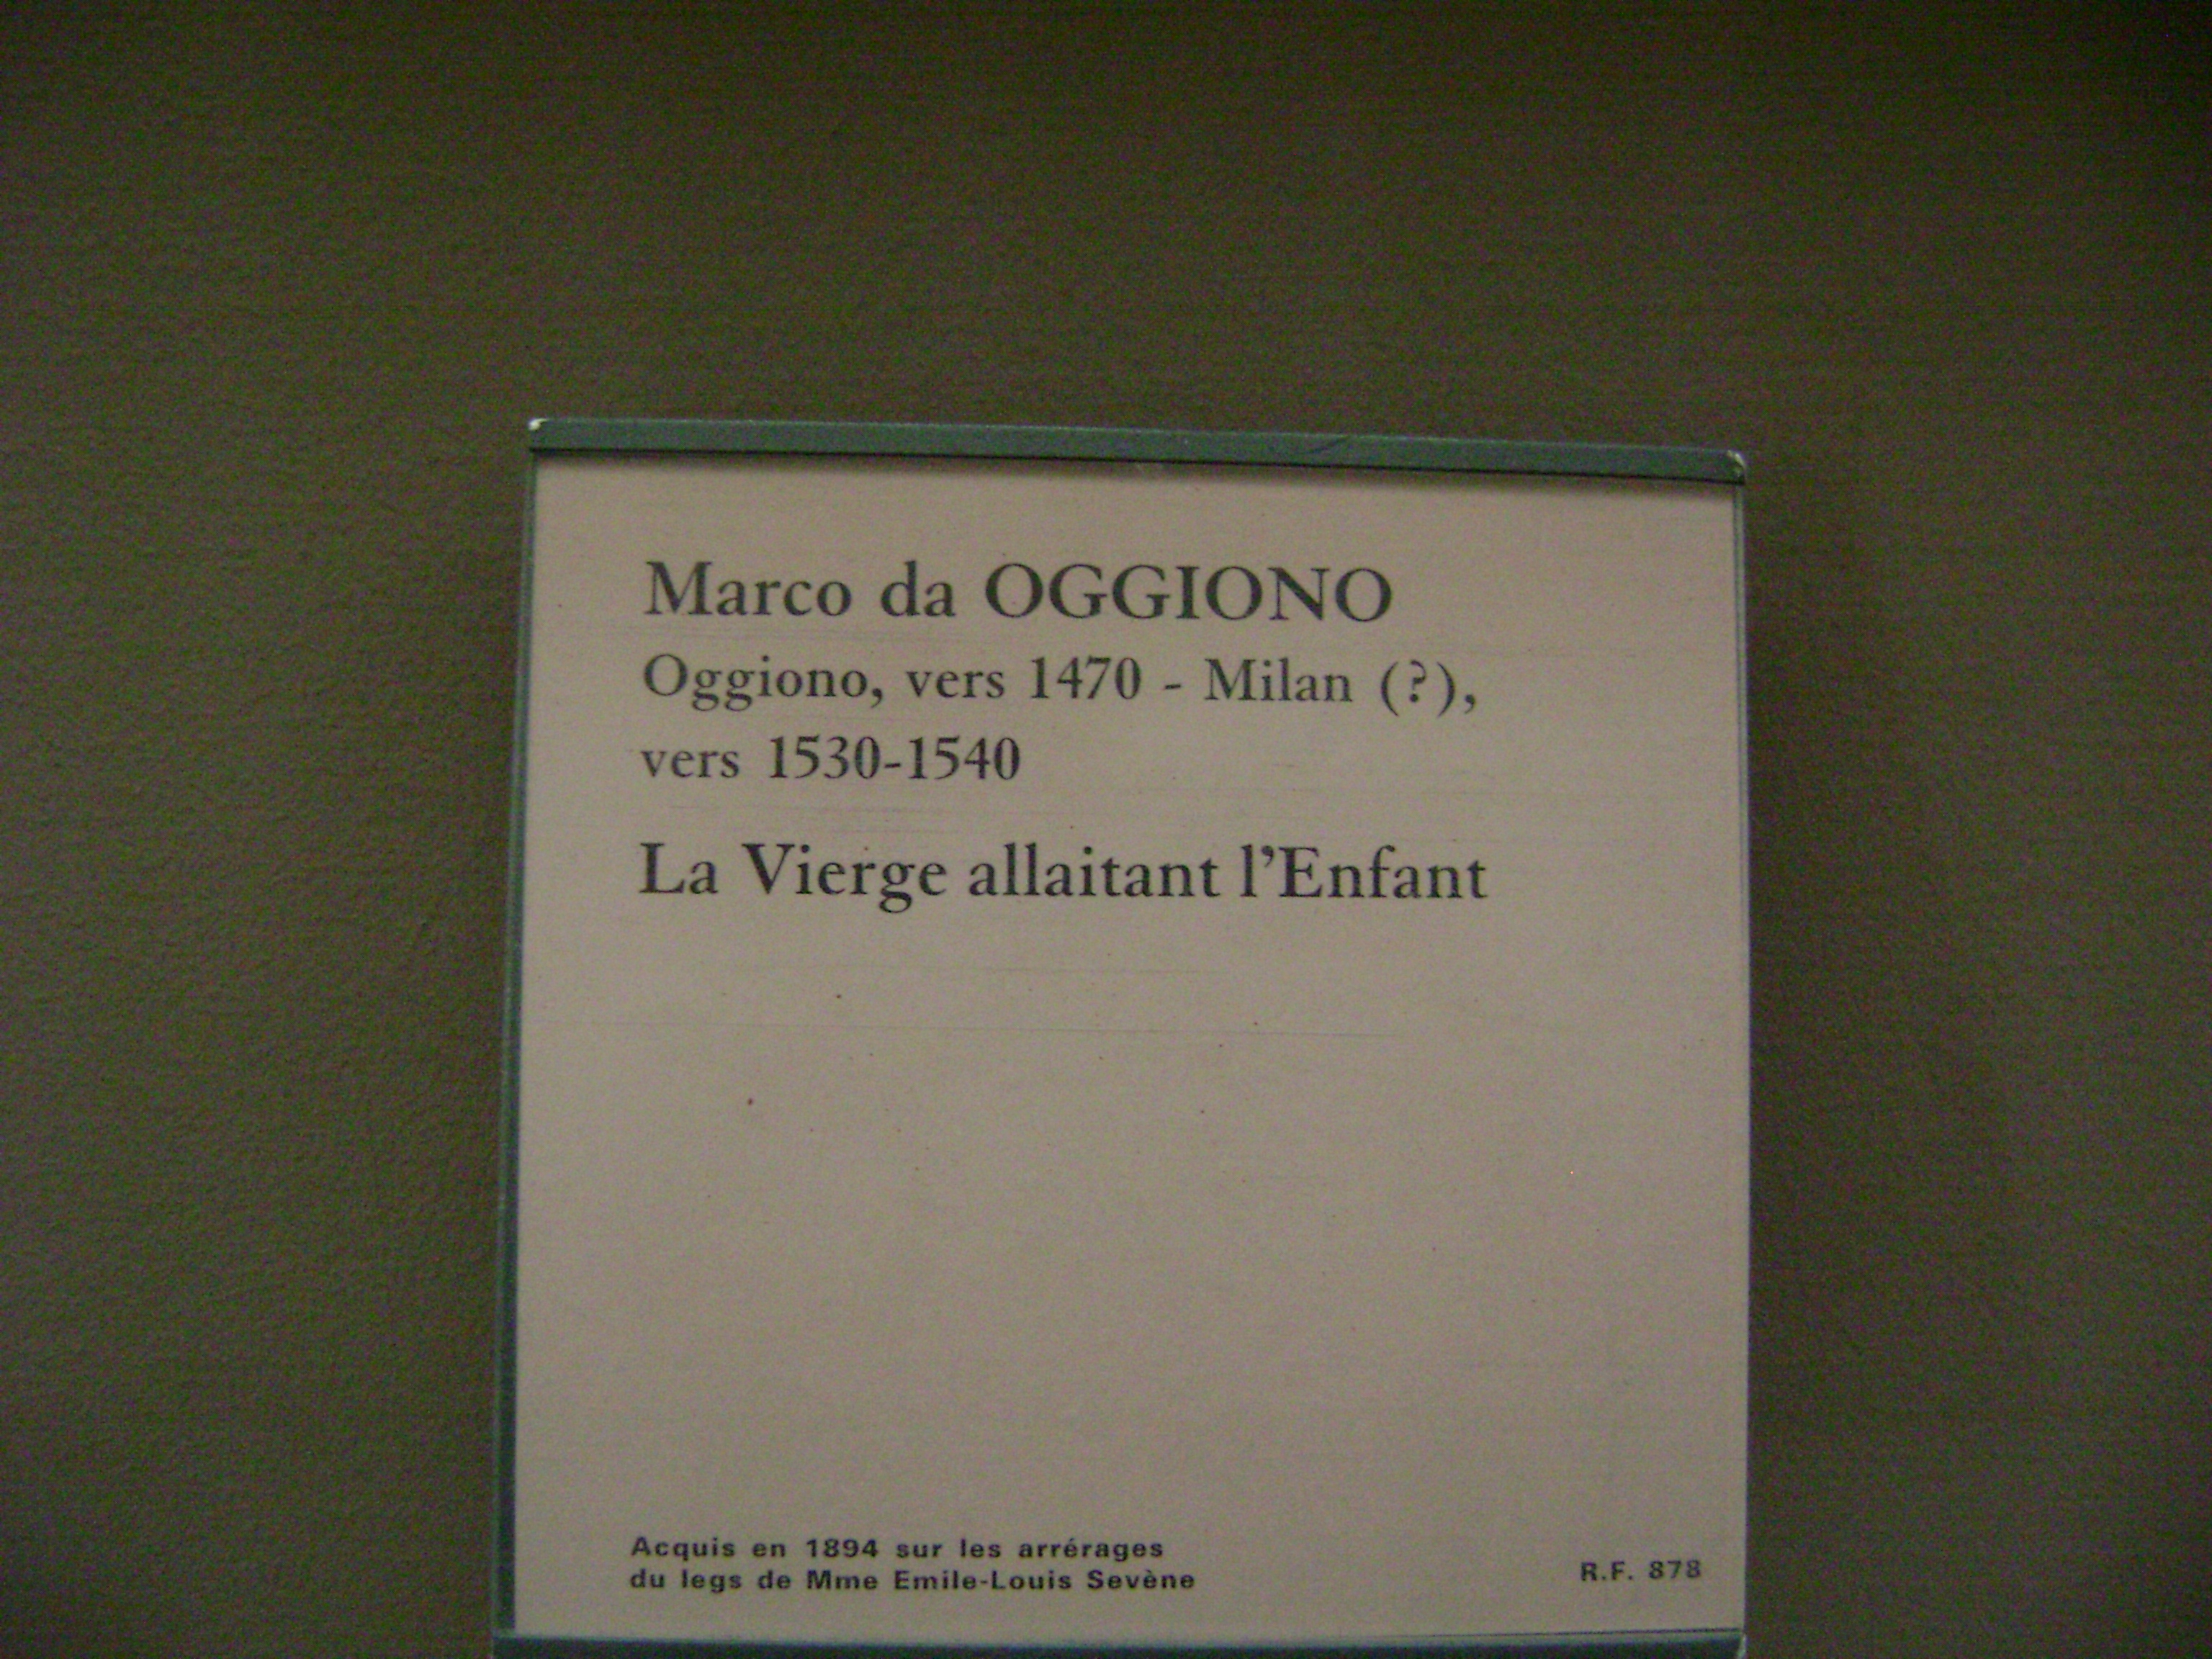 Marco da OGGIONO
Oggiono, vers 1470 - Milan (?),
vers 1530-1540
La Vierge allaitant l'Enfant
Acquis en 1894 sur les arrérages
du legs de Mme Emile-Louis Sevène
R.F. 878